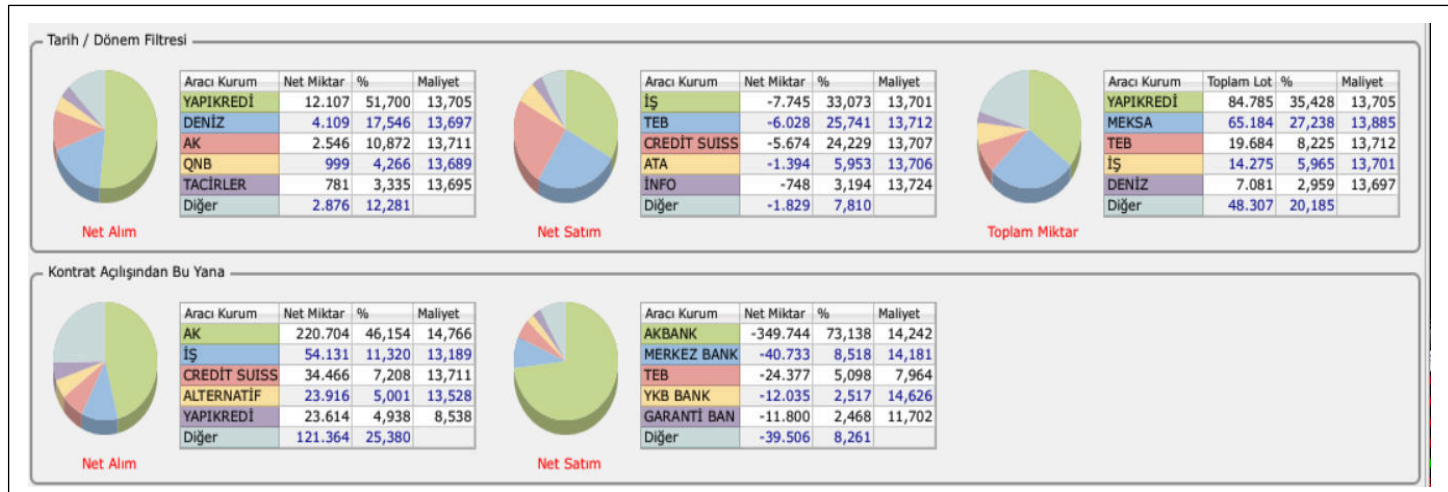 Tarih / Dönem Filtresi
Aracı Kurum Net Miktar % Maliyet
YAPIKREDİ 12.107 51,700 13,705
DENİZ 4.109 17,546 13,697
AK 2.546 10,872 13,711
QNB 999 4,266 13,689
TACİRLER 781 3,335 13,695
Diğer 2.876 12,281
Net Alım
Aracı Kurum Net Miktar % Maliyet
İŞ -7.745 33,073 13,701
TEB -6.028 25,741 13,712
CREDİT SUISS -5.674 24,229 13,707
ATA -1.394 5,953 13,706
İNFO -748 3,194 13,724
Diğer -1.829 7,810
Net Satım
Aracı Kurum Toplam Lot % Maliyet
YAPIKREDİ 84.785 35,428 13,705
MEKSA 65.184 27,238 13,885
TEB 19.684 8,225 13,712
İŞ 14.275 5,965 13,701
DENİZ 7.081 2,959 13,697
Diğer 48.307 20,185
Toplam Miktar
Kontrat Açılışından Bu Yana
Aracı Kurum Net Miktar % Maliyet
AK 220.704 46,154 14,766
İŞ 54.131 11,320 13,189
CREDİT SUISS 34.466 7,208 13,711
ALTERNATİF 23.916 5,001 13,528
YAPIKREDİ 23.614 4,938 8,538
Diğer 121.364 25,380
Net Alım
Aracı Kurum Net Miktar % Maliyet
AKBANK -349.744 73,138 14,242
MERKEZ BANK -40.733 8,518 14,181
TEB -24.377 5,098 7,964
YKB BANK -12.035 2,517 14,626
GARANTİ BAN -11.800 2,468 11,702
Diğer -39.506 8,261
Net Satım